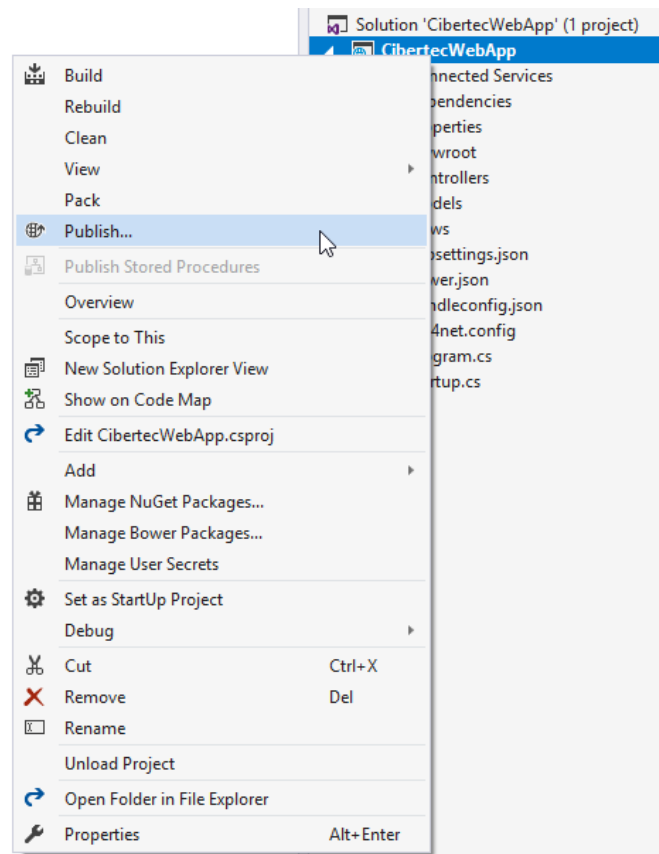 Solution 'CibertecWebApp' (1 project)
CibertecWebApp
Build
Rebuild
Clean
View
Pack
Publish...
Publish Stored Procedures
Overview
Scope to This
New Solution Explorer View
Show on Code Map
Edit CibertecWebApp.csproj
Add
Manage NuGet Packages...
Manage Bower Packages...
Manage User Secrets
Set as StartUp Project
Debug
Cut Ctrl+X
Remove Del
Rename
Unload Project
Open Folder in File Explorer
Properties Alt+Enter
nnected Services
pendencies
perties
wroot
ntrollers
dels
ws
psettings.json
wer.json
ndleconfig.json
4net.config
gram.cs
rtup.cs